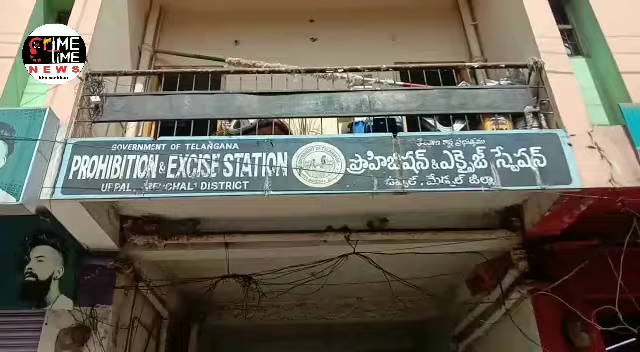 CRIME
TIME
NEWS
GOVERNMENT OF TELANGANA
PROHIBITION & EXCISE STATION
UPPAL, MEDCHAL DISTRICT
తెలంగాణ రాష్ట్ర ప్రభుత్వము
ప్రొహిబిషన్ & ఎక్సైజ్ స్టేషన్
ఉప్పల్, మేడ్చల్ జిల్లా